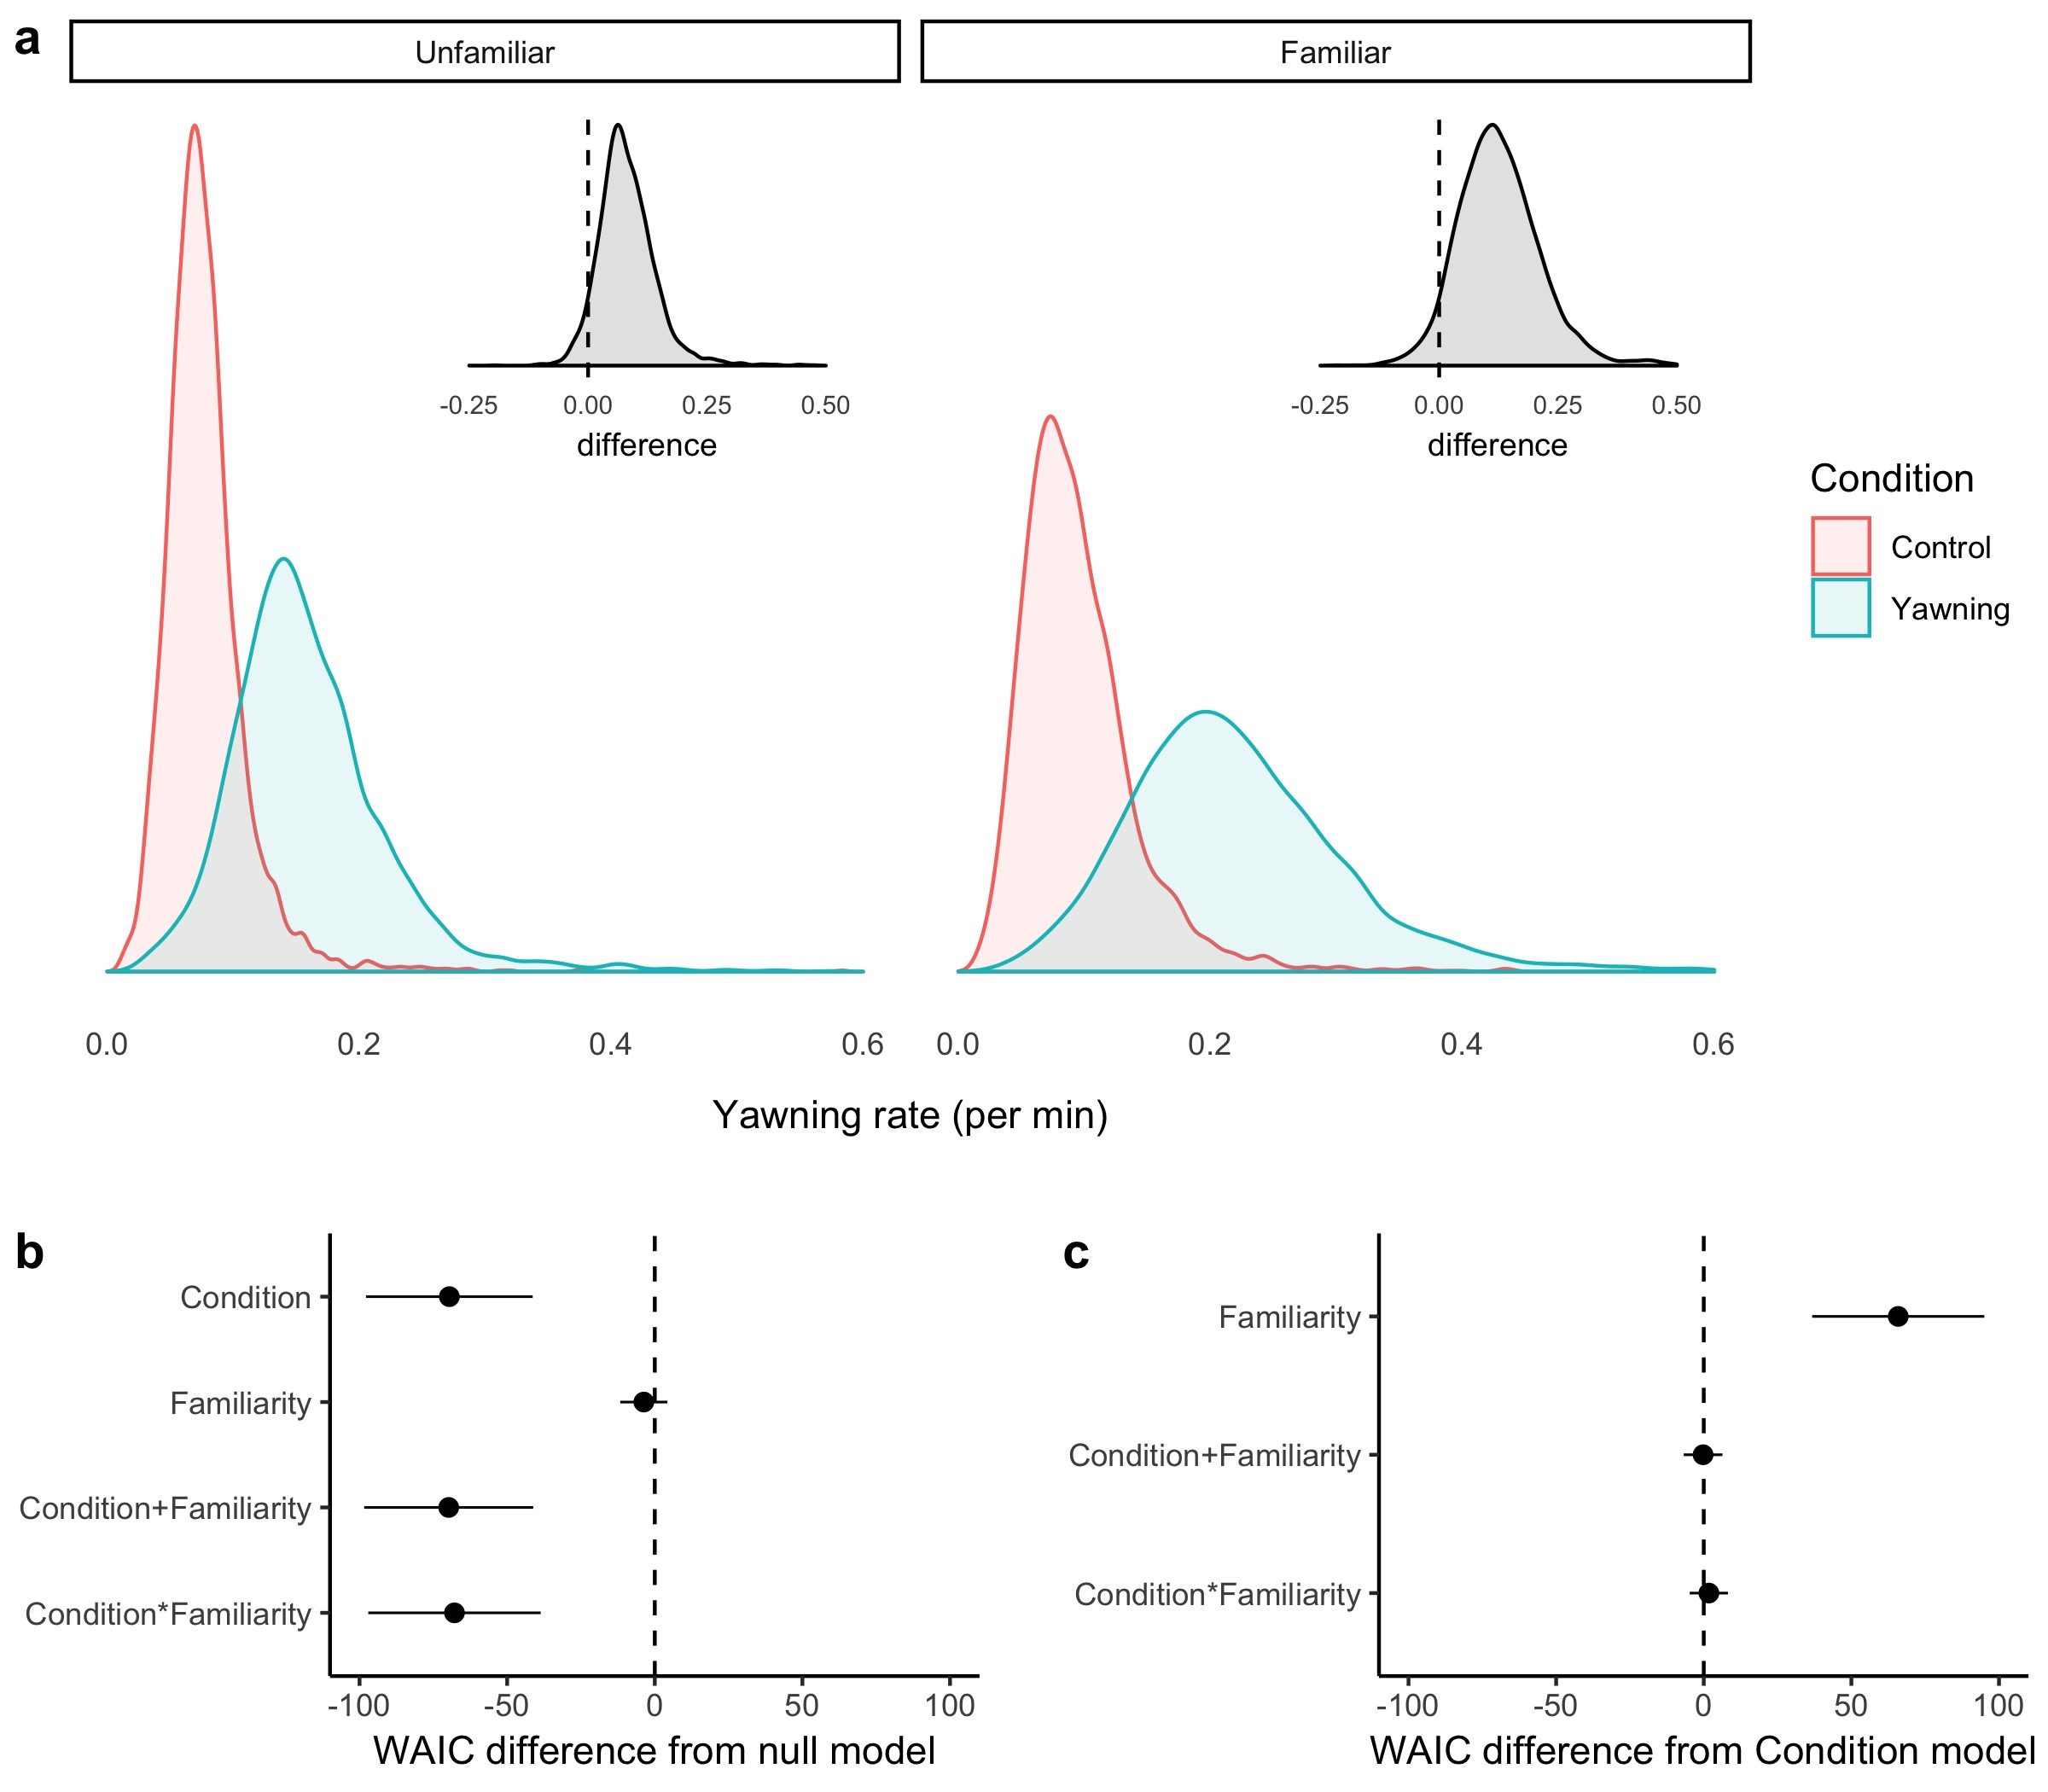 a
Unfamiliar
Familiar
-0.25 0.00 0.25 0.50
difference
-0.25 0.00 0.25 0.50
difference
Condition
Control
Yawning
0.0 0.2 0.4 0.6
0.0 0.2 0.4 0.6
Yawning rate (per min)
b
Condition
Familiarity
Condition+Familiarity
Condition*Familiarity
-100 -50 0 50 100
WAIC difference from null model
c
Familiarity
Condition+Familiarity
Condition*Familiarity
-100 -50 0 50 100
WAIC difference from Condition model